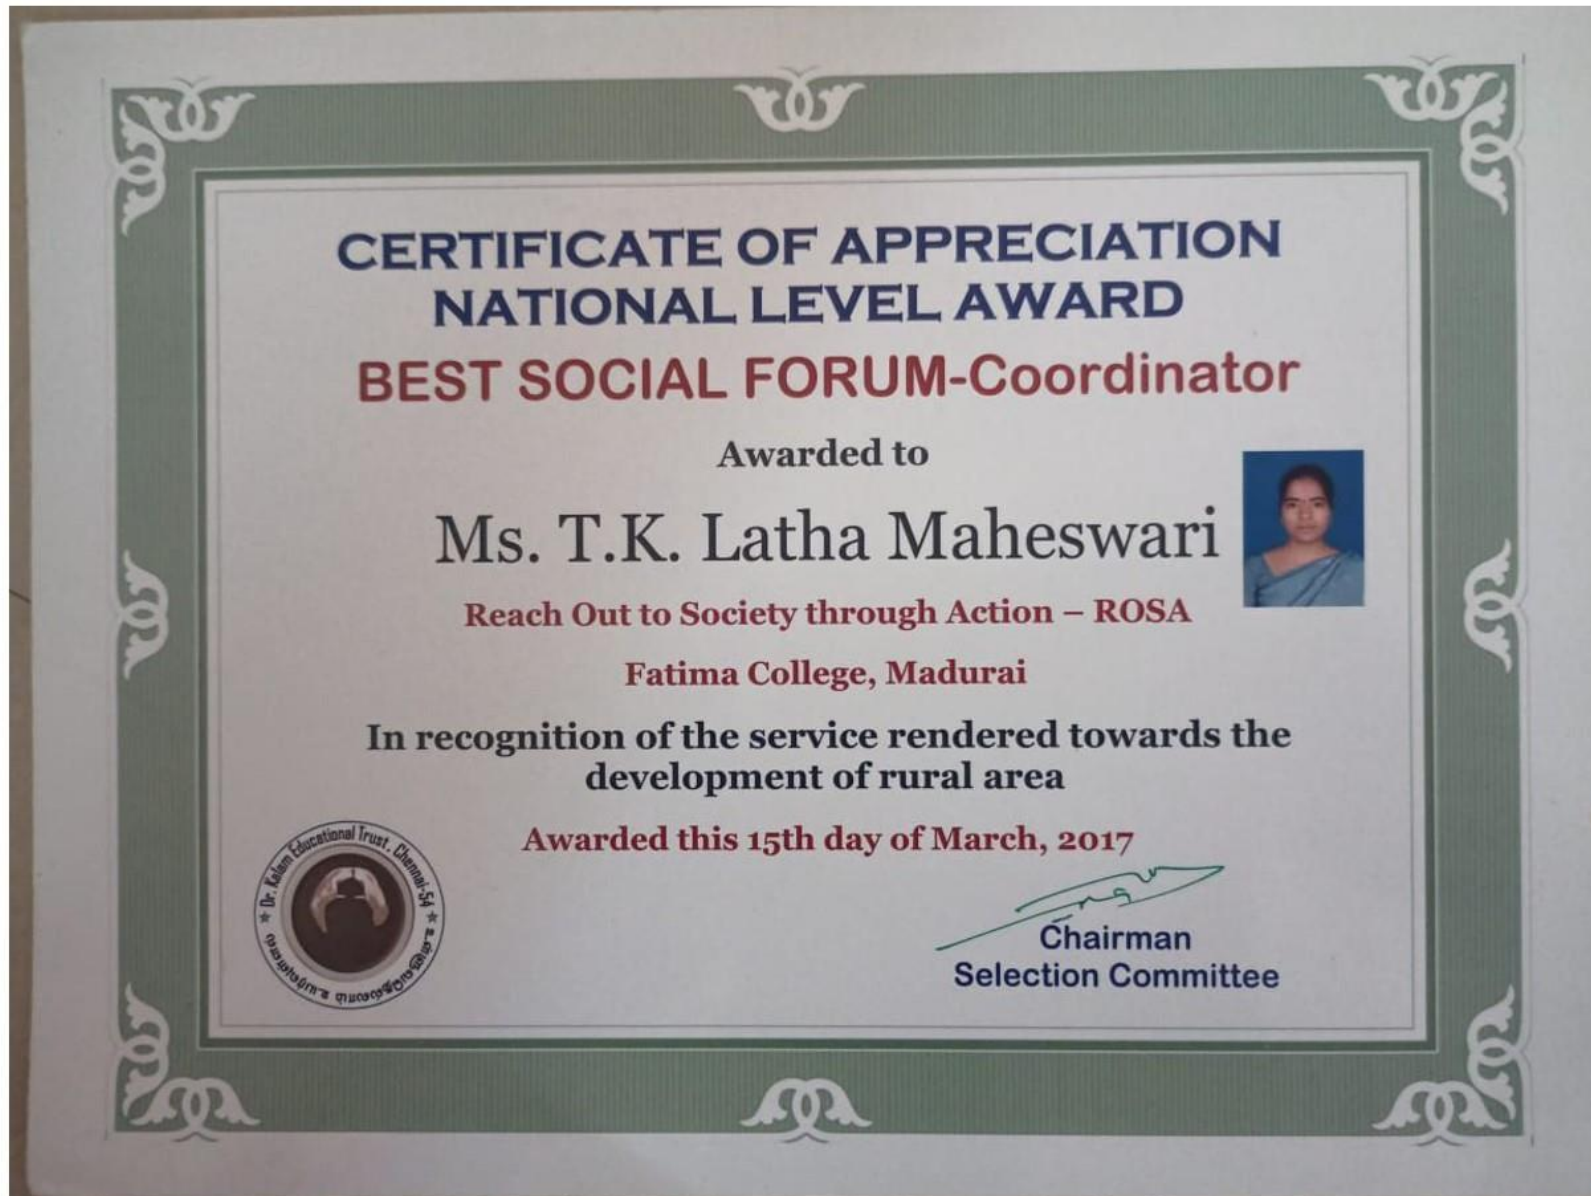 CERTIFICATE OF APPRECIATION
NATIONAL LEVEL AWARD
BEST SOCIAL FORUM-Coordinator
Awarded to
Ms. T.K. Latha Maheswari
Reach Out to Society through Action – ROSA
Fatima College, Madurai
In recognition of the service rendered towards the
development of rural area
Awarded this 15th day of March, 2017
Dr. Kalam Educational Trust, Chennai-54
Chairman
Selection Committee